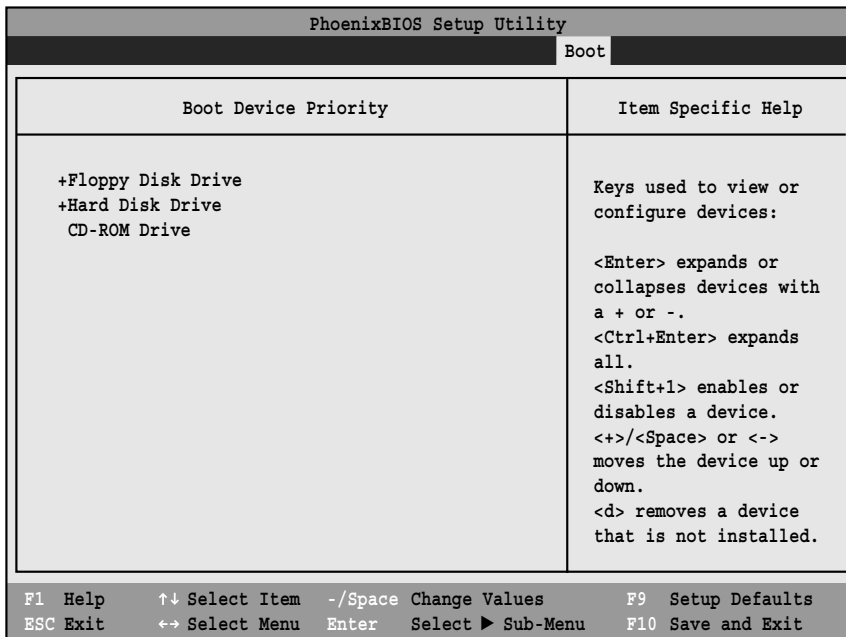 PhoenixBIOS Setup Utility
Boot
Boot Device Priority
Item Specific Help
+Floppy Disk Drive
+Hard Disk Drive
CD-ROM Drive
Keys used to view or
configure devices:
<Enter> expands or
collapses devices with
a + or -.
<Ctrl+Enter> expands
all.
<Shift+1> enables or
disables a device.
<+>/<Space> or <->
moves the device up or
down.
<d> removes a device
that is not installed.
F1 Help ↑↓ Select Item -/Space Change Values F9 Setup Defaults
ESC Exit ←→ Select Menu Enter Select ▶ Sub-Menu F10 Save and Exit